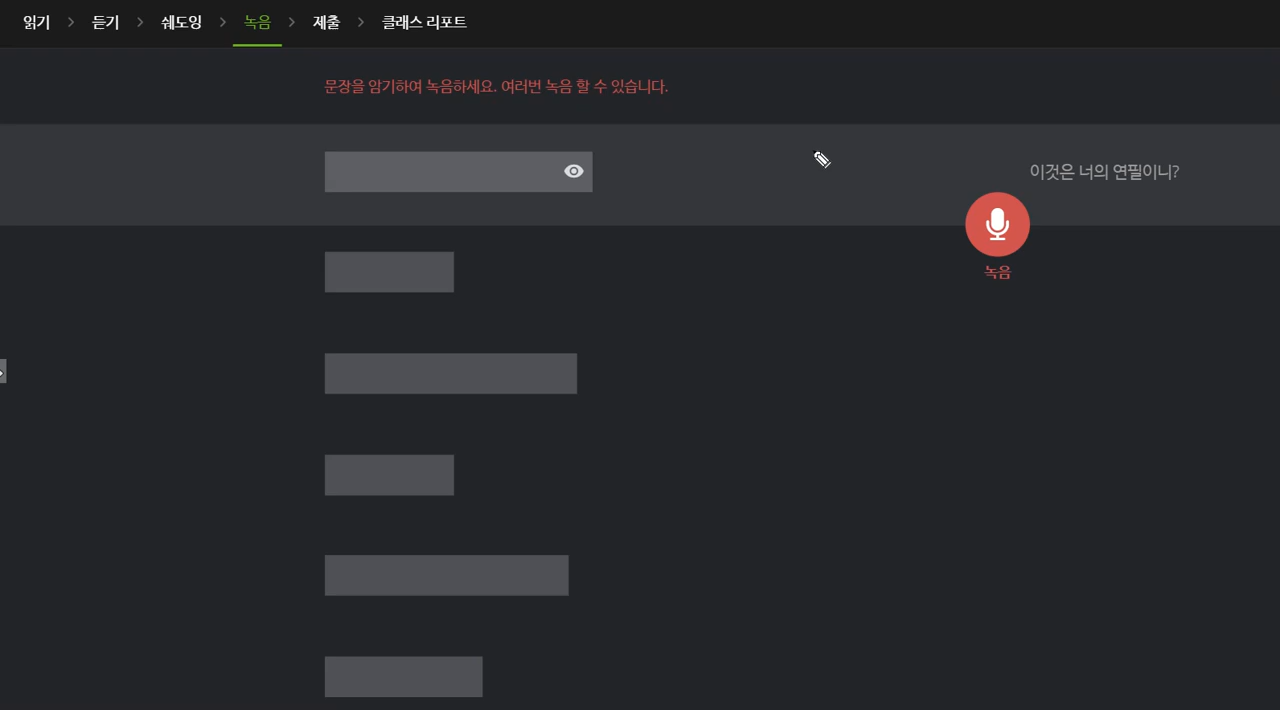 읽기 > 듣기 > 쉐도잉 > 녹음 > 제출 > 클래스 리포트
문장을 암기하여 녹음하세요. 여러번 녹음 할 수 있습니다.
이것은 너의 연필이니?
녹음